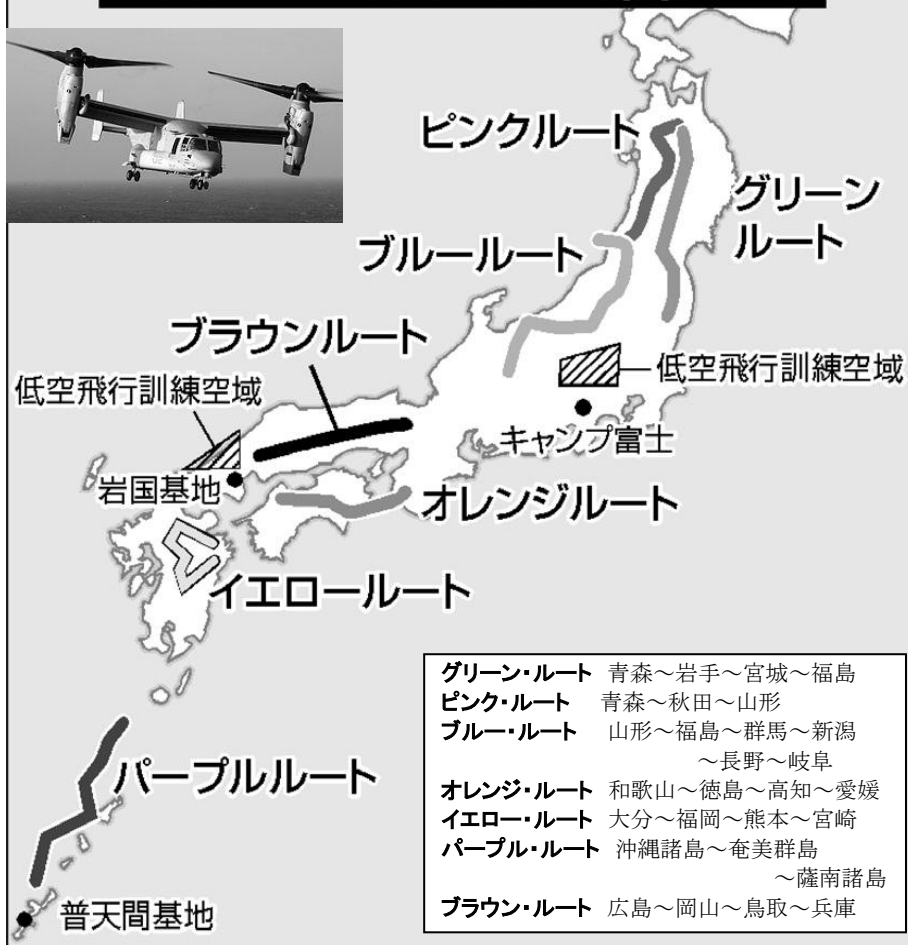 ピンクルート
グリーン
ルート
ブルールート
ブラウンルート
低空飛行訓練空域
低空飛行訓練空域
キャンプ富士
岩国基地
オレンジルート
イエロールート
パープルルート
普天間基地
グリーン・ルート 青森～岩手～宮城～福島
ピンク・ルート 青森～秋田～山形
ブルー・ルート 山形～福島～群馬～新潟
～長野～岐阜
オレンジ・ルート 和歌山～徳島～高知～愛媛
イエロー・ルート 大分～福岡～熊本～宮崎
パープル・ルート 沖縄諸島～奄美群島
～薩南諸島
ブラウン・ルート 広島～岡山～鳥取～兵庫